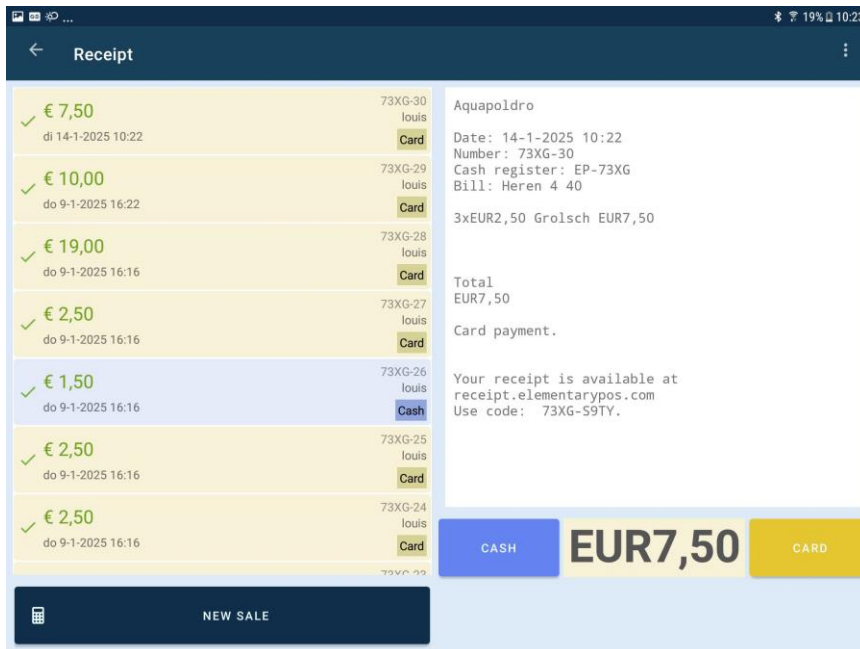 19% 10:23
Receipt
€ 7,50
di 14-1-2025 10:22
73XG-30
louis
Card
€ 10,00
do 9-1-2025 16:22
73XG-29
louis
Card
€ 19,00
do 9-1-2025 16:16
73XG-28
louis
Card
€ 2,50
do 9-1-2025 16:16
73XG-27
louis
Card
€ 1,50
do 9-1-2025 16:16
73XG-26
louis
Cash
€ 2,50
do 9-1-2025 16:16
73XG-25
louis
Card
€ 2,50
do 9-1-2025 16:16
73XG-24
louis
Card
NEW SALE
Aquapoldro
Date: 14-1-2025 10:22
Number: 73XG-30
Cash register: EP-73XG
Bill: Heren 4 40
3xEUR2,50 Grolsch EUR7,50
Total
EUR7,50
Card payment.
Your receipt is available at
receipt.elementarypos.com
Use code: 73XG-S9TY.
CASH
EUR7,50
CARD